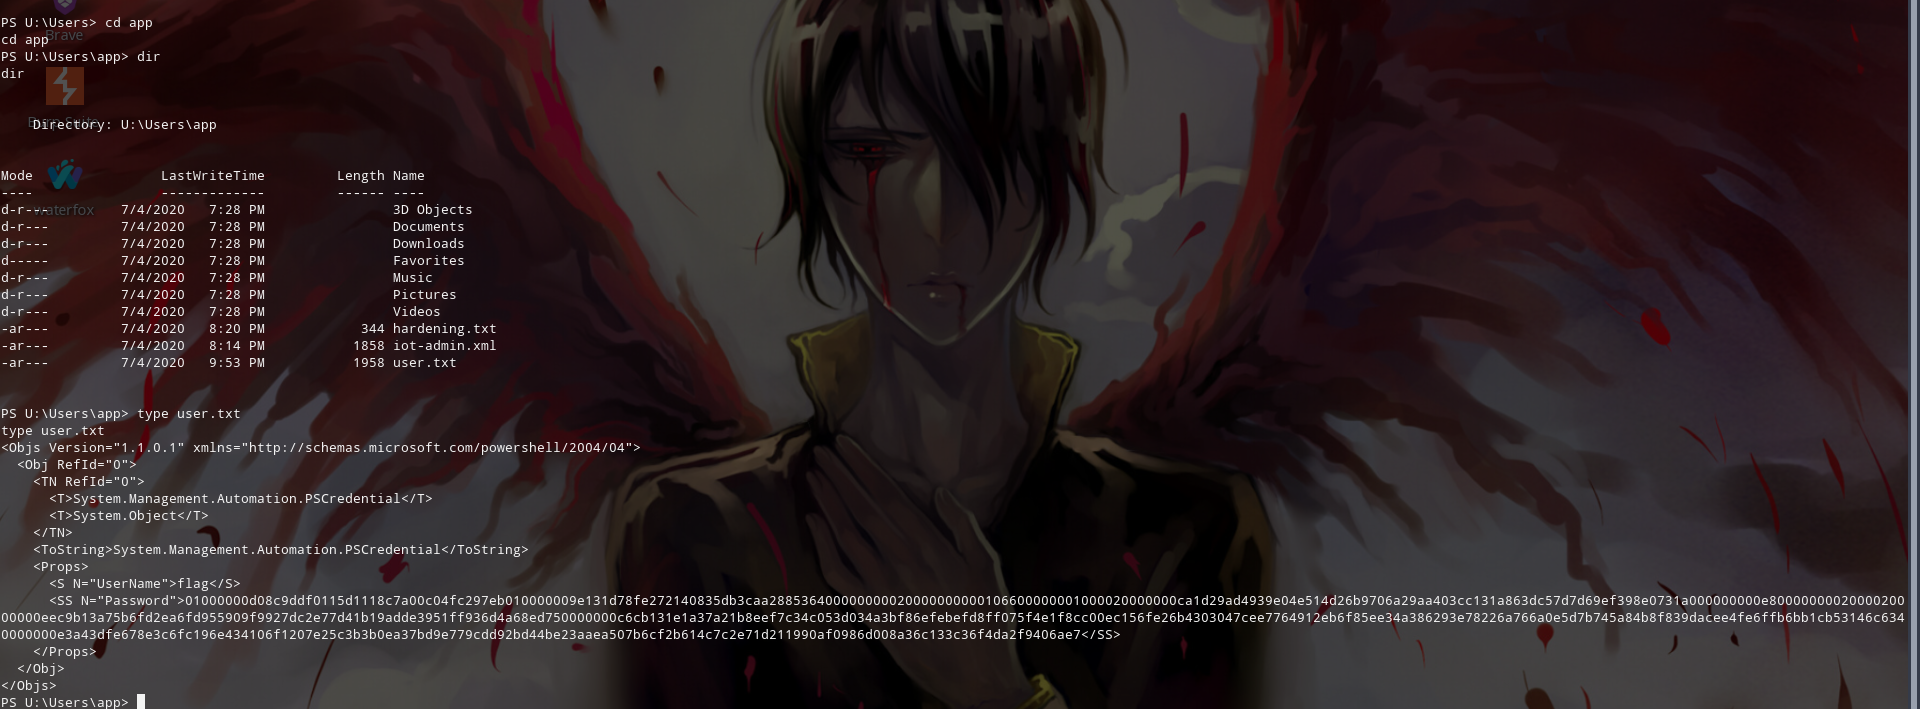 PS U:\Users> cd app
cd app
Brave
PS U:\Users\app> dir
dir
Burp Suite
    Directory: U:\Users\app
Mode                LastWriteTime         Length Name
----                -------------         ------ ----
d-r---         7/4/2020   7:28 PM                3D Objects
waterfox
d-r---         7/4/2020   7:28 PM                Documents
d-r---         7/4/2020   7:28 PM                Downloads
d-----         7/4/2020   7:28 PM                Favorites
d-r---         7/4/2020   7:28 PM                Music
d-r---         7/4/2020   7:28 PM                Pictures
d-r---         7/4/2020   7:28 PM                Videos
-ar---         7/4/2020   8:20 PM            344 hardening.txt
-ar---         7/4/2020   8:14 PM           1858 iot-admin.xml
-ar---         7/4/2020   9:53 PM           1958 user.txt
PS U:\Users\app> type user.txt
type user.txt
<Objs Version="1.1.0.1" xmlns="http://schemas.microsoft.com/powershell/2004/04">
  <Obj RefId="0">
    <TN RefId="0">
      <T>System.Management.Automation.PSCredential</T>
      <T>System.Object</T>
    </TN>
    <ToString>System.Management.Automation.PSCredential</ToString>
    <Props>
      <S N="UserName">flag</S>
      <SS N="Password">01000000d08c9ddf0115d1118c7a00c04fc297eb010000009e131d78fe272140835db3caa28853640000000002000000000010660000000100002000000​0ca1d29ad4939e04e514d26b9706a29aa403cc131a863dc57d7d69ef398e0731a000000000e8000000002000020​0
00000eec9b13a75b6fd2ea6fd955909f9927dc2e77d41b19adde3951ff936d4a68ed750000000c6cb131e1a37a21b8eef7c34c053d034a3bf86efebefd8ff075f4e1f8cc00ec156fe26b4303047cee7764912eb6f85ee34a386293e78226a766a0e5d7b745a84b8f839dacee4fe6ffb6bb1cb53146c634
0000000e3a43dfe678e3c6fc196e434106f1207e25c3b3b0ea37bd9e779cdd92bd44be23aaea507b6cf2b614c7c2e71d211990af0986d008a36c133c36f4da2f9406ae7</SS>
    </Props>
  </Obj>
</Objs>
PS U:\Users\app>